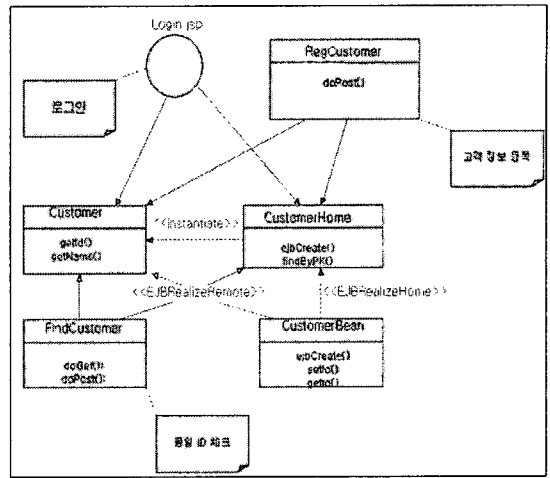 Login.jsp
RegCustomer
doPost()
로그인
고객 정보 등록
Customer
getId()
getName()
<<Instantiate>>
CustomerHome
ejbCreate()
findByPK()
<<EJBRealizeRemote>>
<<EJBRealizeHome>>
FindCustomer
doGet()
doPost()
CustomerBean
ejbCreate()
setId()
getId()
동일 ID 체크